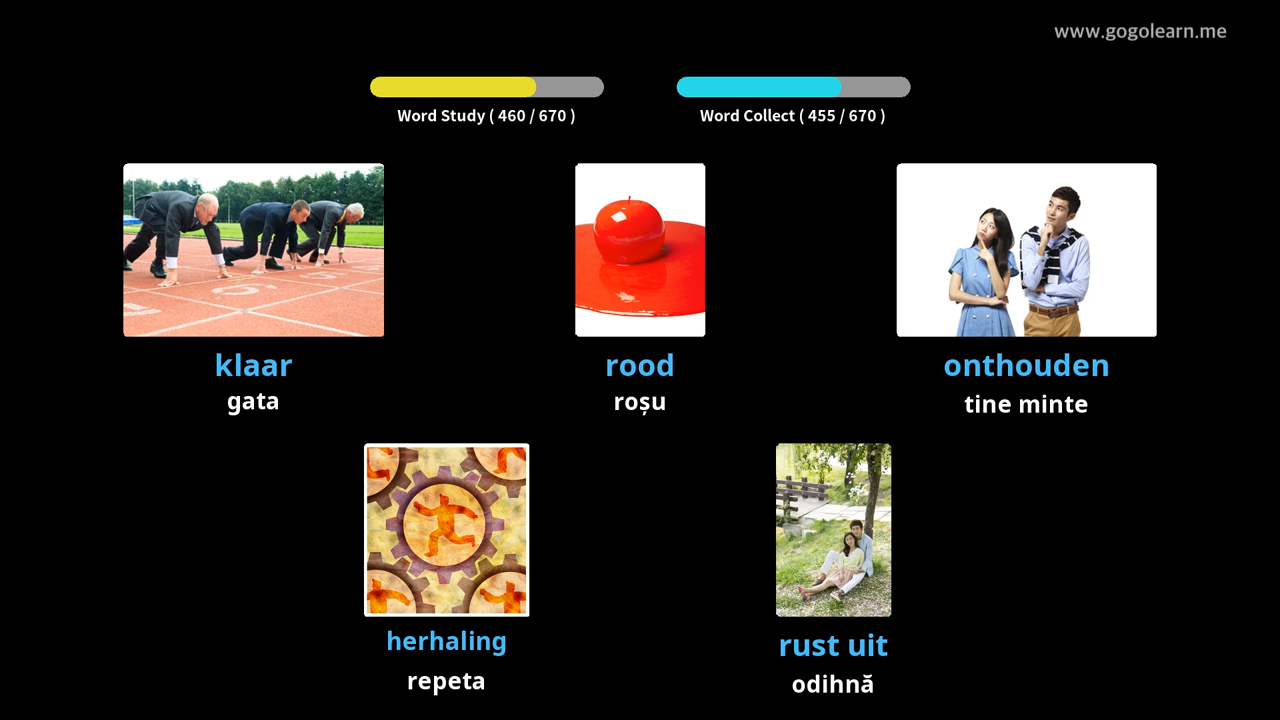 www.gogolearn.me
Word Study ( 460 / 670 )
Word Collect ( 455 / 670 )
klaar
gata
rood
roșu
onthouden
tine minte
herhaling
repeta
rust uit
odihnă